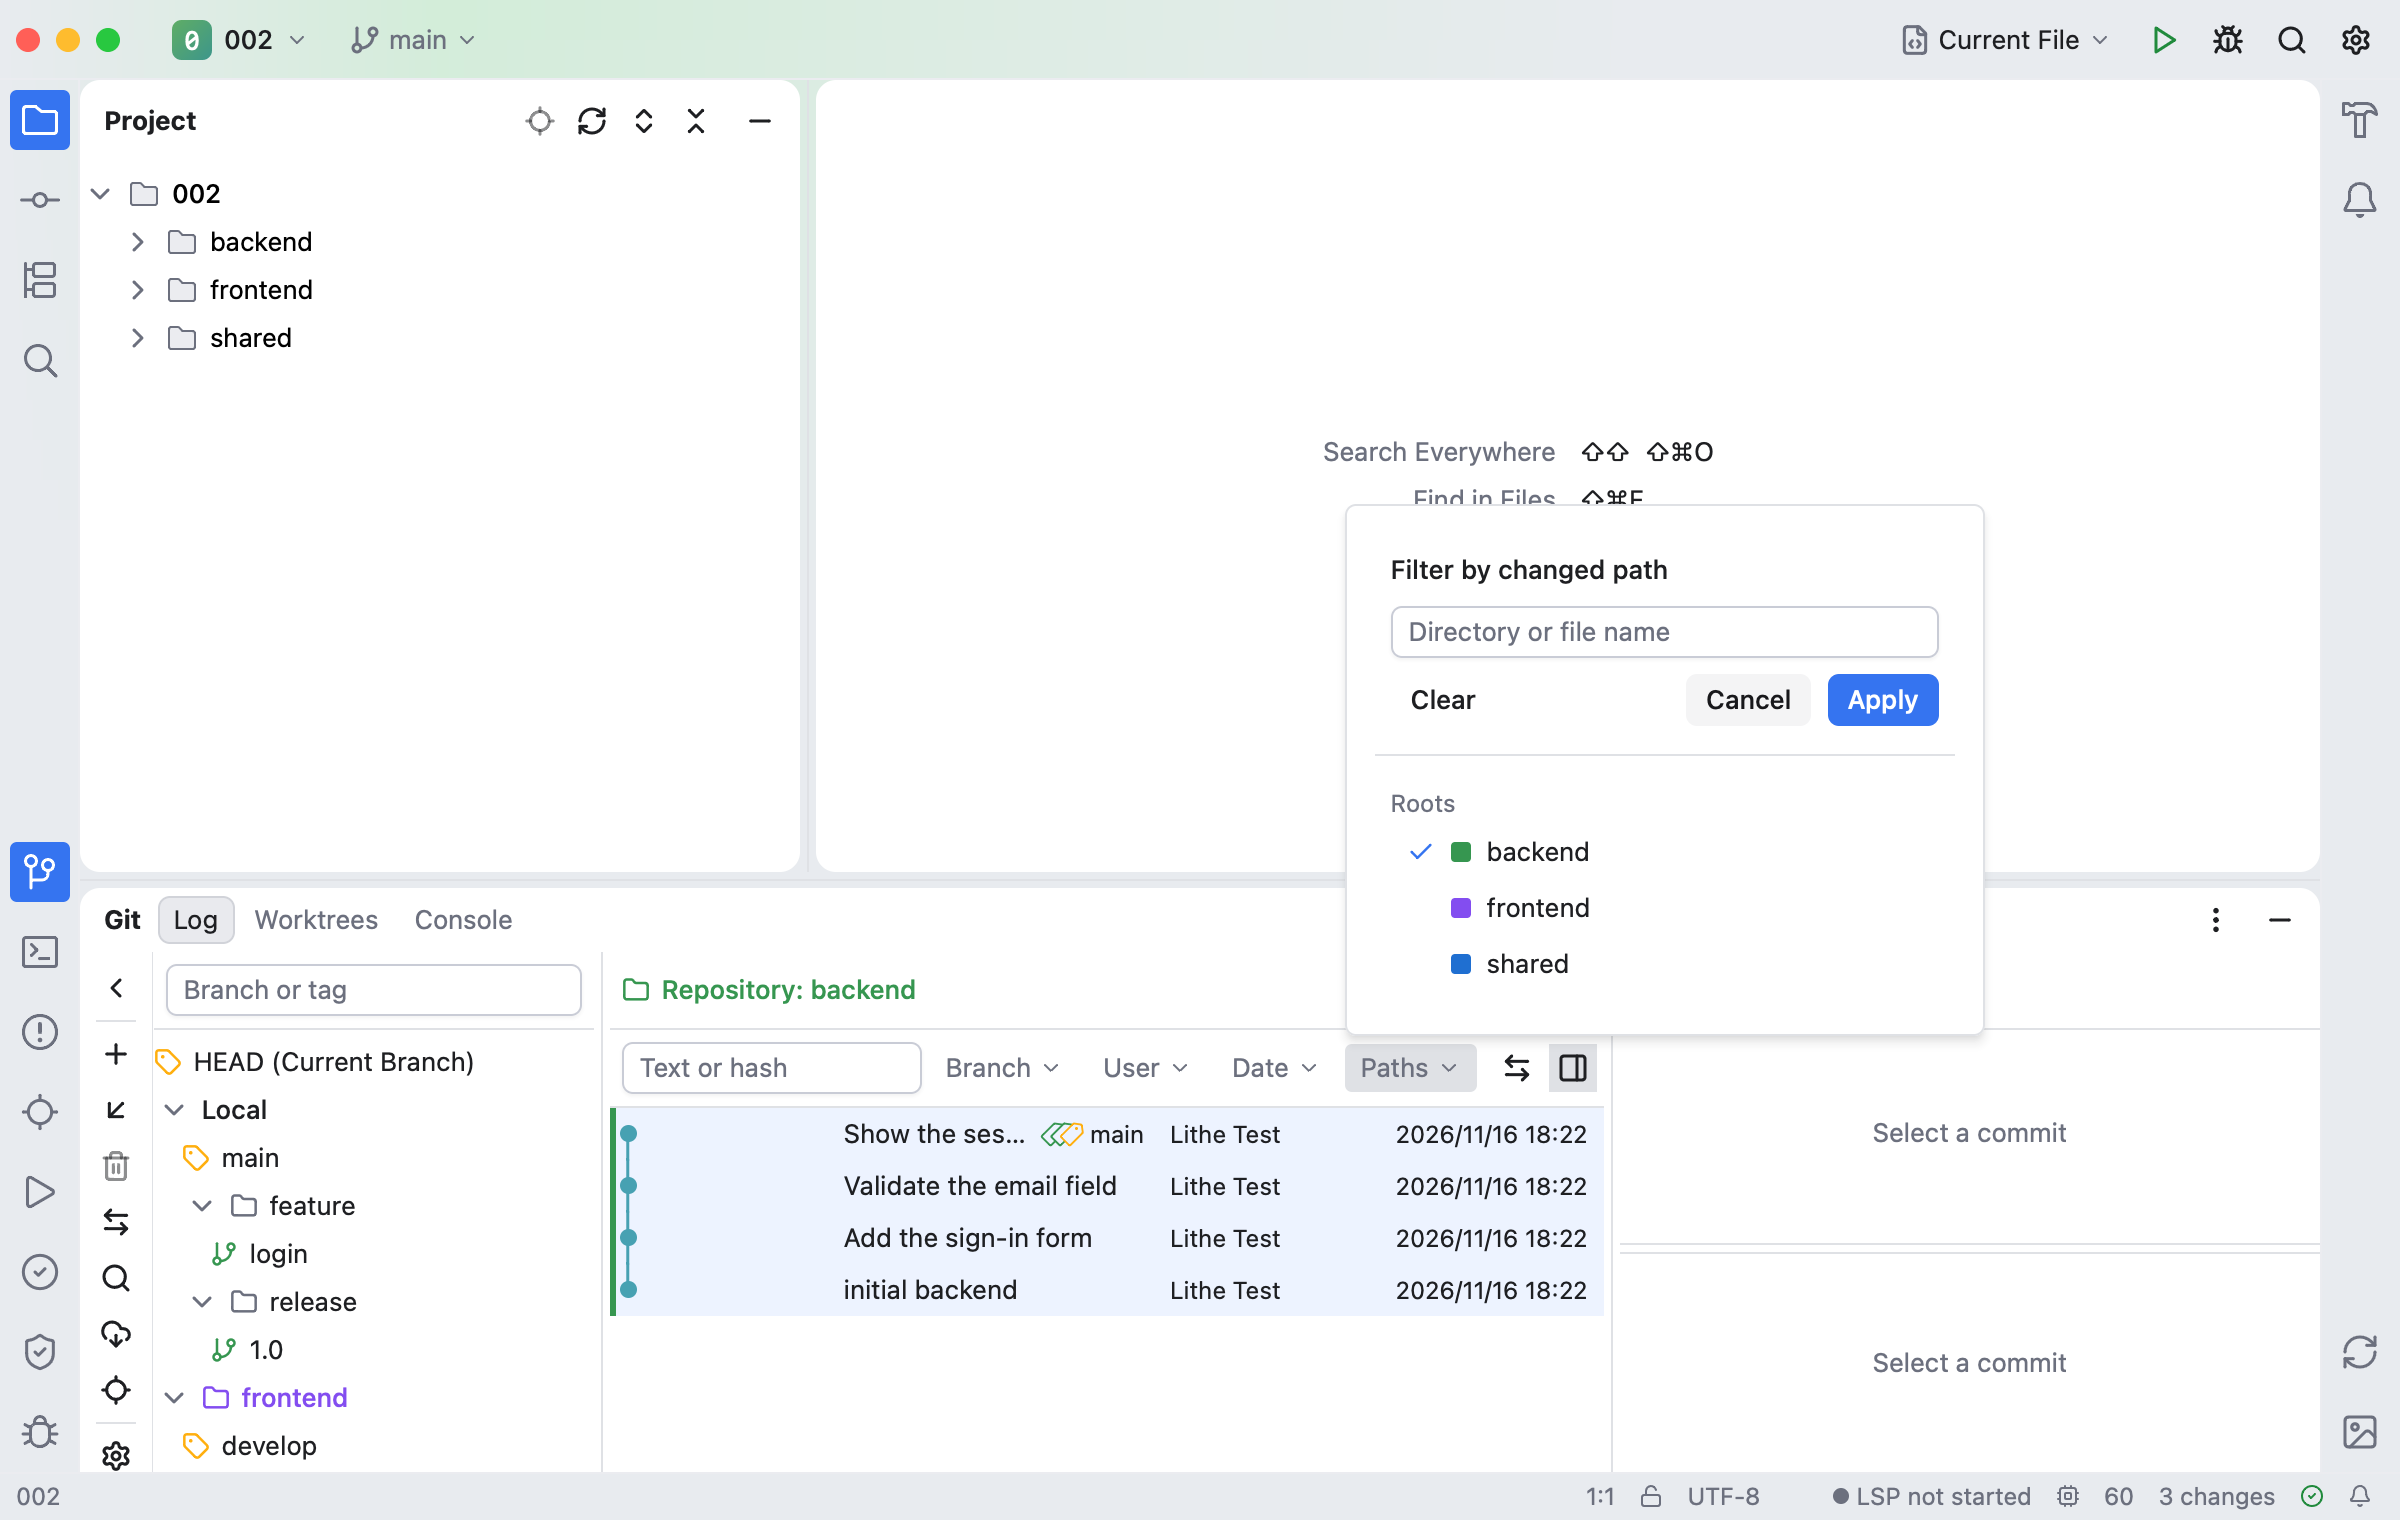 0 002 main Current File
Project
002
backend
frontend
shared
Search Everywhere ⇧⇧ ⇧⌘O
Find in Files ⇧⌘F
Filter by changed path
Directory or file name
Clear Cancel Apply
Roots
backend
frontend
shared
Git Log Worktrees Console
Branch or tag
HEAD (Current Branch)
Local
main
feature
login
release
1.0
frontend
develop
Repository: backend
Text or hash Branch User Date Paths
Show the ses... main Lithe Test 2026/11/16 18:22
Validate the email field Lithe Test 2026/11/16 18:22
Add the sign-in form Lithe Test 2026/11/16 18:22
initial backend Lithe Test 2026/11/16 18:22
Select a commit
Select a commit
002 1:1 UTF-8 LSP not started 60 3 changes